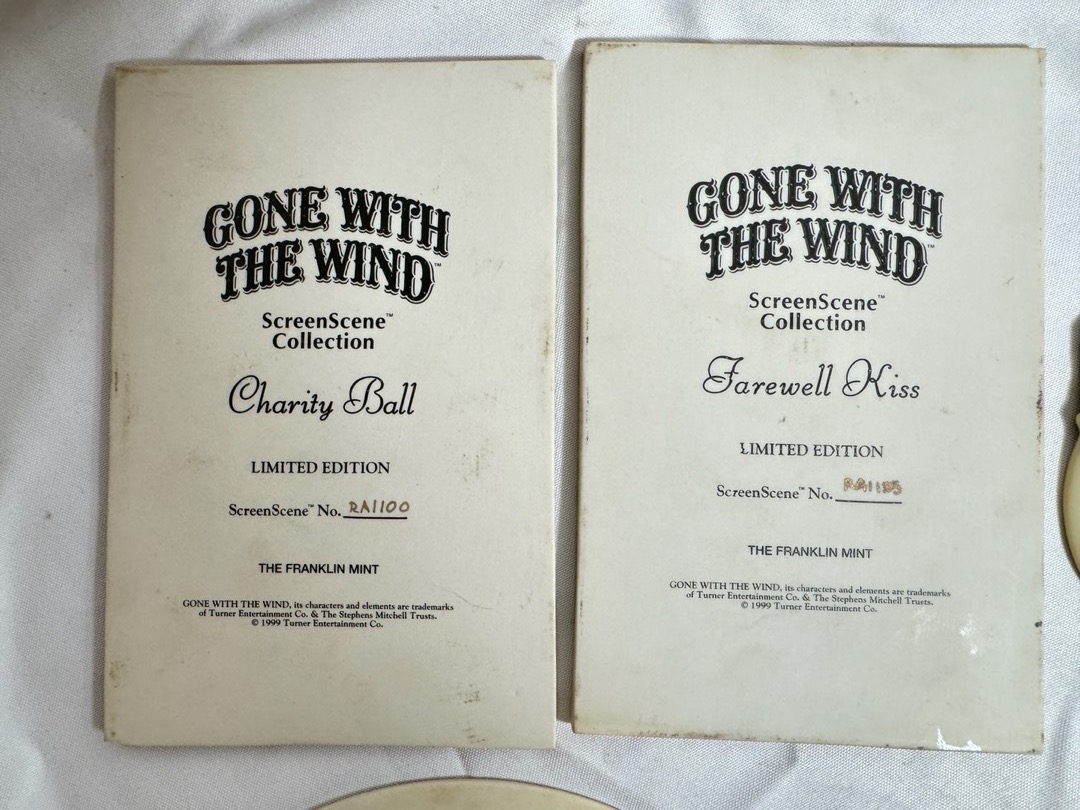 GONE WITH
THE WIND™
ScreenScene™
Collection
Charity Ball
LIMITED EDITION
ScreenScene™ No. RA1100
THE FRANKLIN MINT
GONE WITH THE WIND, its characters and elements are trademarks
of Turner Entertainment Co. & The Stephens Mitchell Trusts.
© 1999 Turner Entertainment Co.
GONE WITH
THE WIND™
ScreenScene™
Collection
Farewell Kiss
LIMITED EDITION
ScreenScene™ No.
THE FRANKLIN MINT
GONE WITH THE WIND, its characters and elements are trademarks
of Turner Entertainment Co. & The Stephens Mitchell Trusts.
© 1999 Turner Entertainment Co.